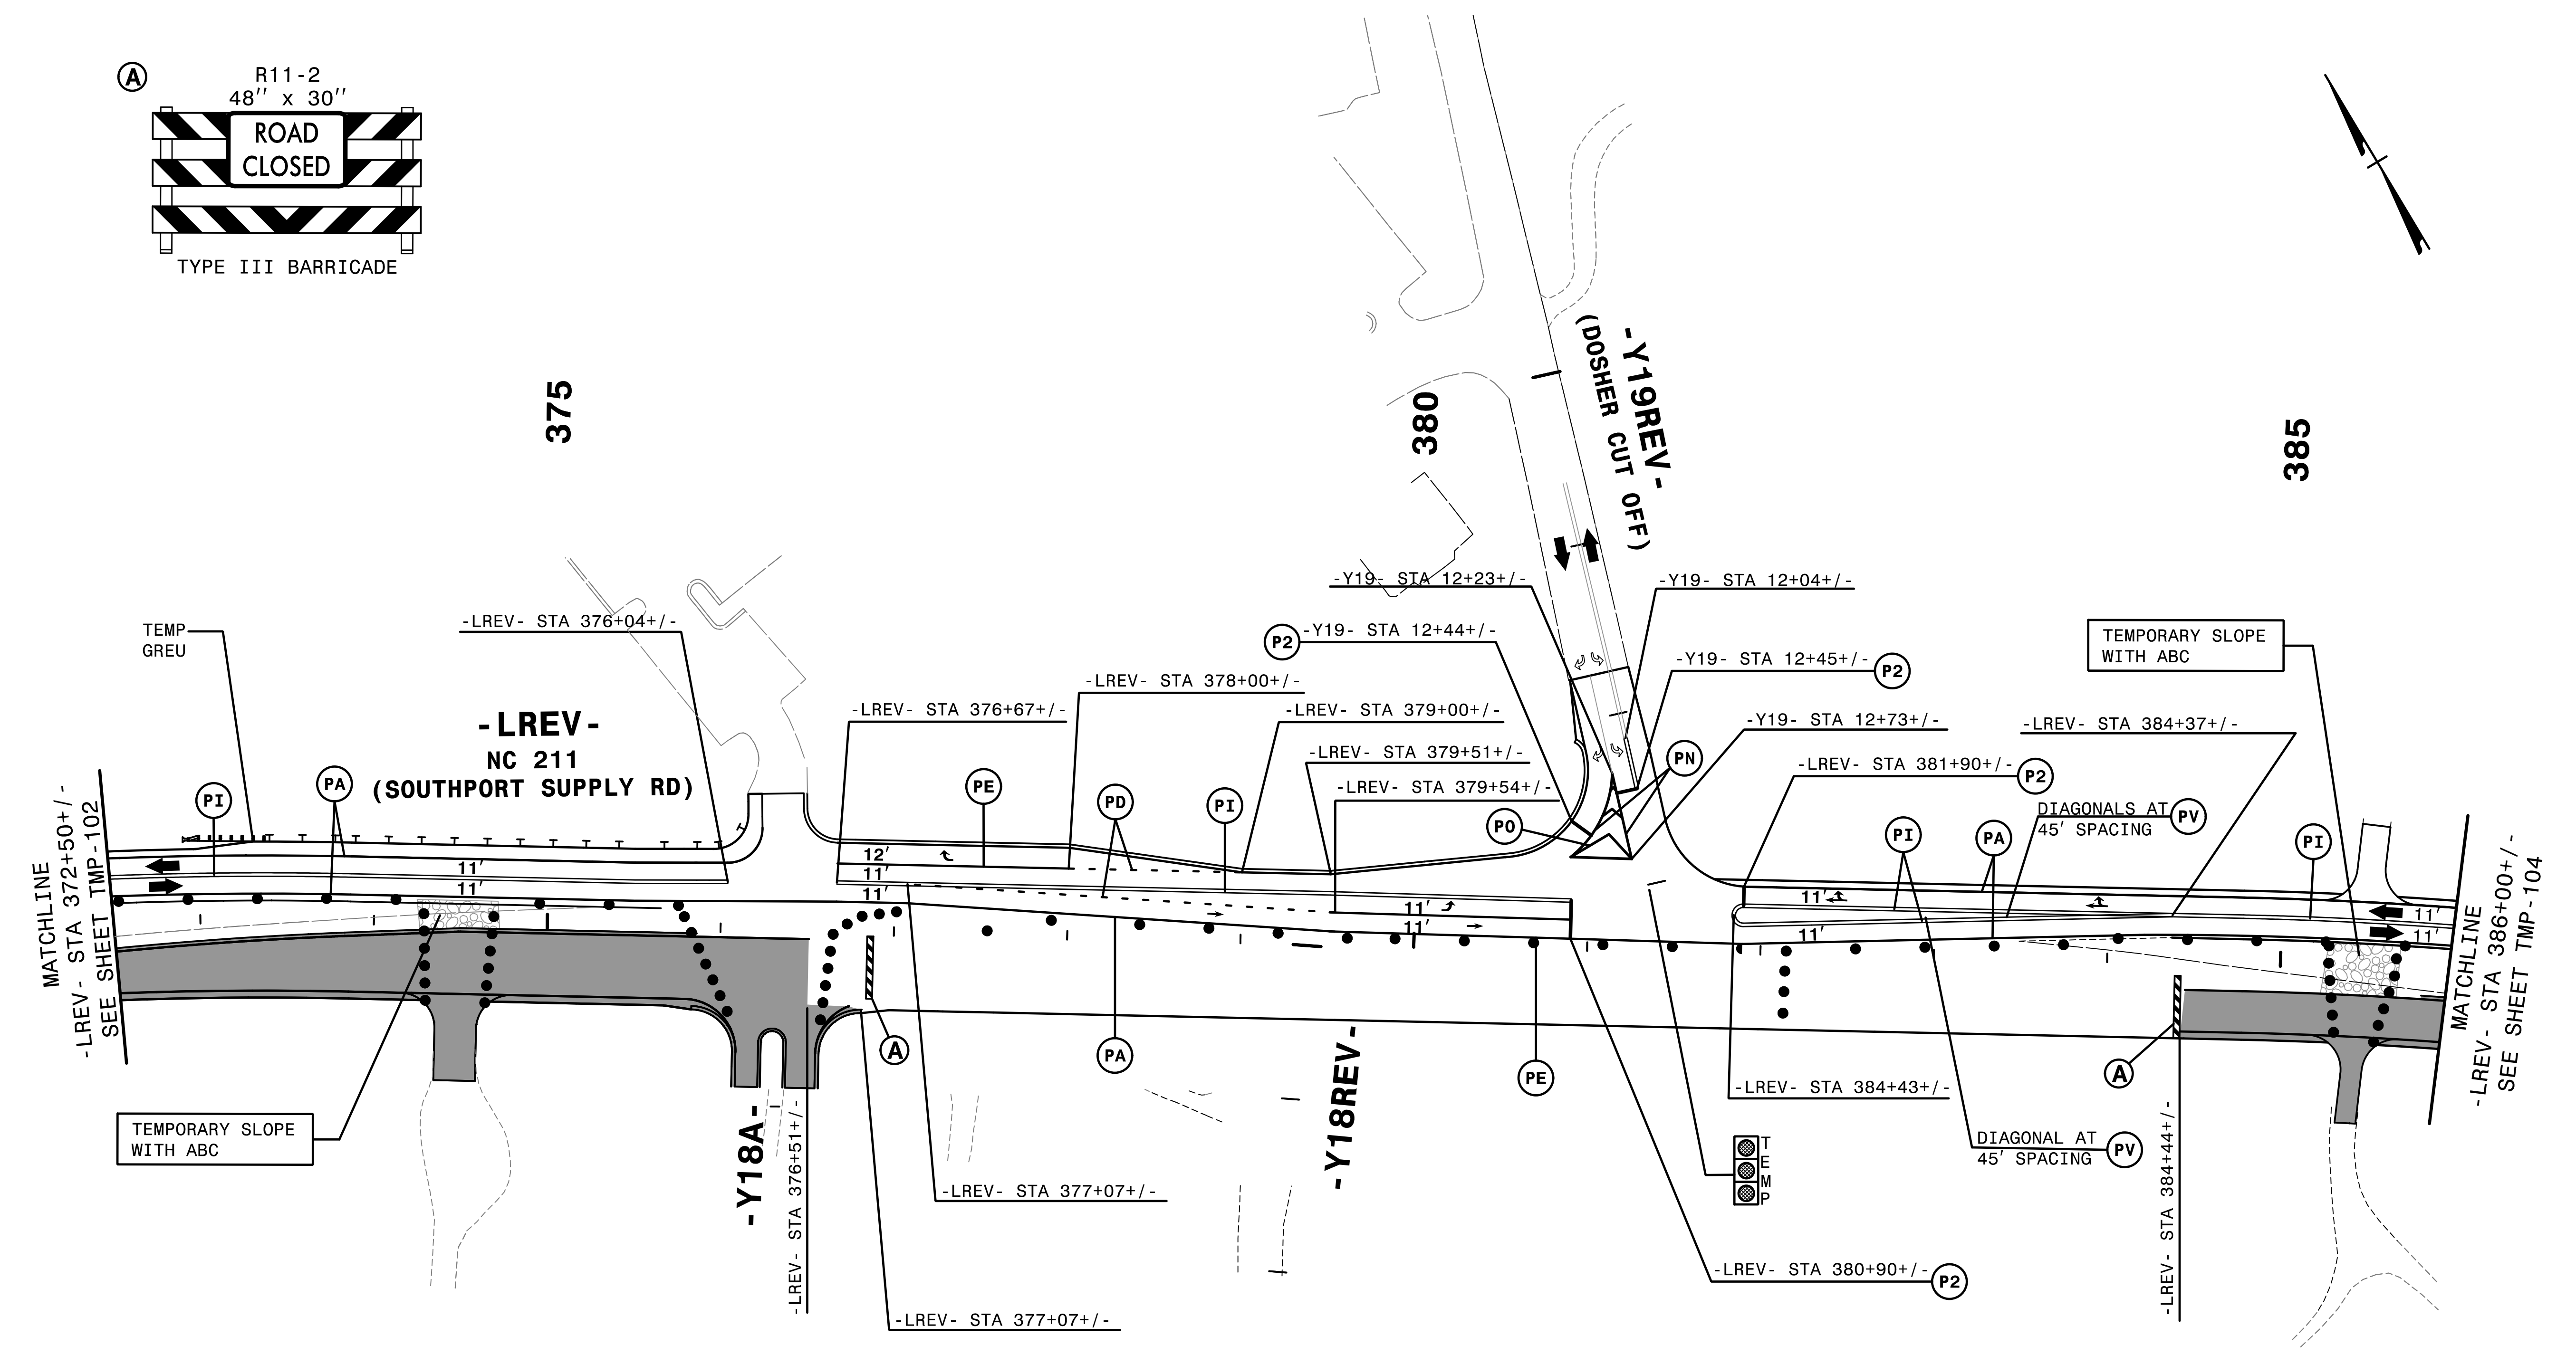 A
R11-2
48'' x 30''
ROAD
CLOSED
TYPE III BARRICADE
375
380
385
-Y19REV-
(DOSHER CUT OFF)
TEMP
GREU
-LREV- STA 376+04+/-
-Y19- STA 12+23+/-
-Y19- STA 12+04+/-
P2
-Y19- STA 12+44+/-
-Y19- STA 12+45+/-
P2
TEMPORARY SLOPE
WITH ABC
-LREV- STA 378+00+/-
-LREV- STA 376+67+/-
-LREV- STA 379+00+/-
-Y19- STA 12+73+/-
-LREV- STA 384+37+/-
-LREV- STA 379+51+/-
-LREV- STA 379+54+/-
PN
-LREV- STA 381+90+/-
P2
-LREV-
NC 211
(SOUTHPORT SUPPLY RD)
PI
PA
PE
PD
PI
PO
DIAGONALS AT
45' SPACING
PV
PI
PA
PI
MATCHLINE
-LREV- STA 372+50+/-
SEE SHEET TMP-102
11'
11'
12'
11'
11'
11'
11'
11'
11'
11'
11'
MATCHLINE
-LREV- STA 386+00+/-
SEE SHEET TMP-104
A
PA
PE
A
-LREV- STA 384+43+/-
TEMPORARY SLOPE
WITH ABC
-Y18A-
-LREV- STA 376+51+/-
-Y18REV-
TEMP
DIAGONAL AT
45' SPACING
PV
-LREV- STA 384+44+/-
-LREV- STA 377+07+/-
-LREV- STA 380+90+/-
P2
-LREV- STA 377+07+/-